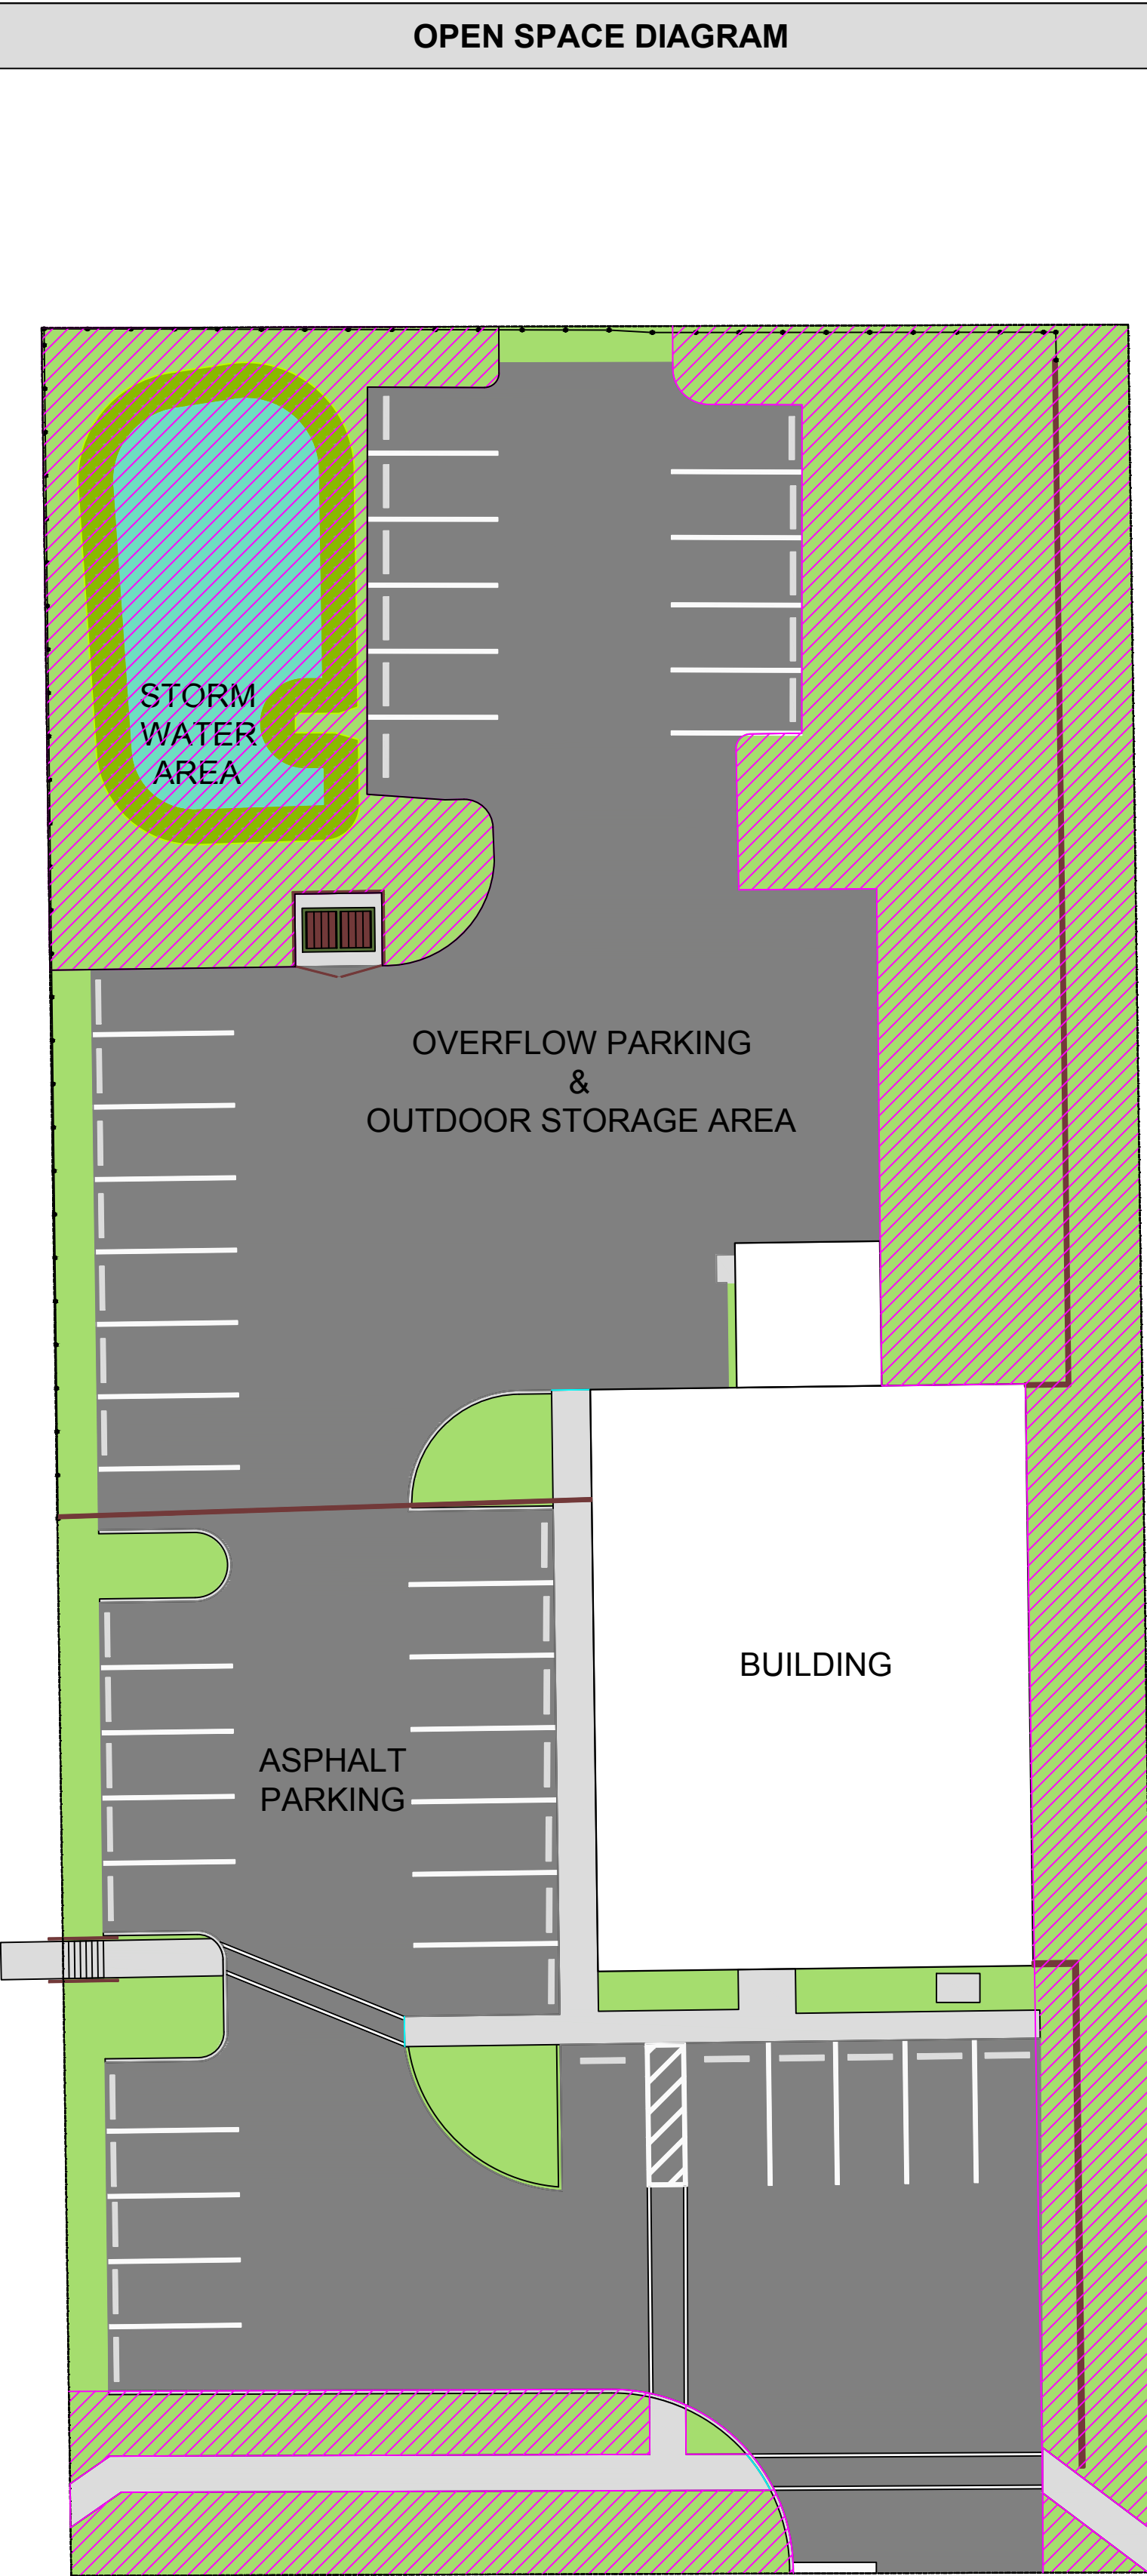 OPEN SPACE DIAGRAM
STORM
WATER
AREA
OVERFLOW PARKING
&
OUTDOOR STORAGE AREA
BUILDING
ASPHALT
PARKING